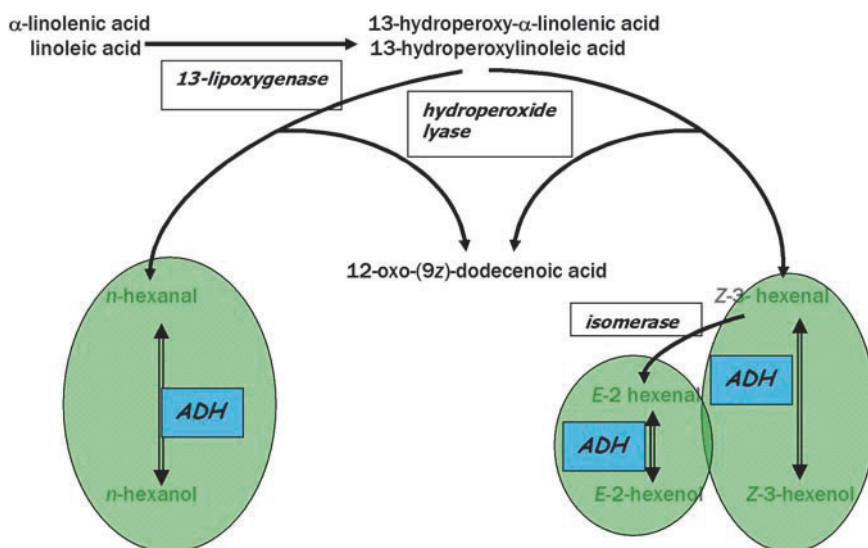 α-linolenic acid
linoleic acid
13-hydroperoxy-α-linolenic acid
13-hydroperoxylinoleic acid
13-lipoxygenase
hydroperoxide
lyase
12-oxo-(9z)-dodecenoic acid
n-hexanal
Z-3- hexenal
isomerase
ADH
ADH
E-2 hexenal
ADH
n-hexanol
E-2-hexenol
Z-3-hexenol